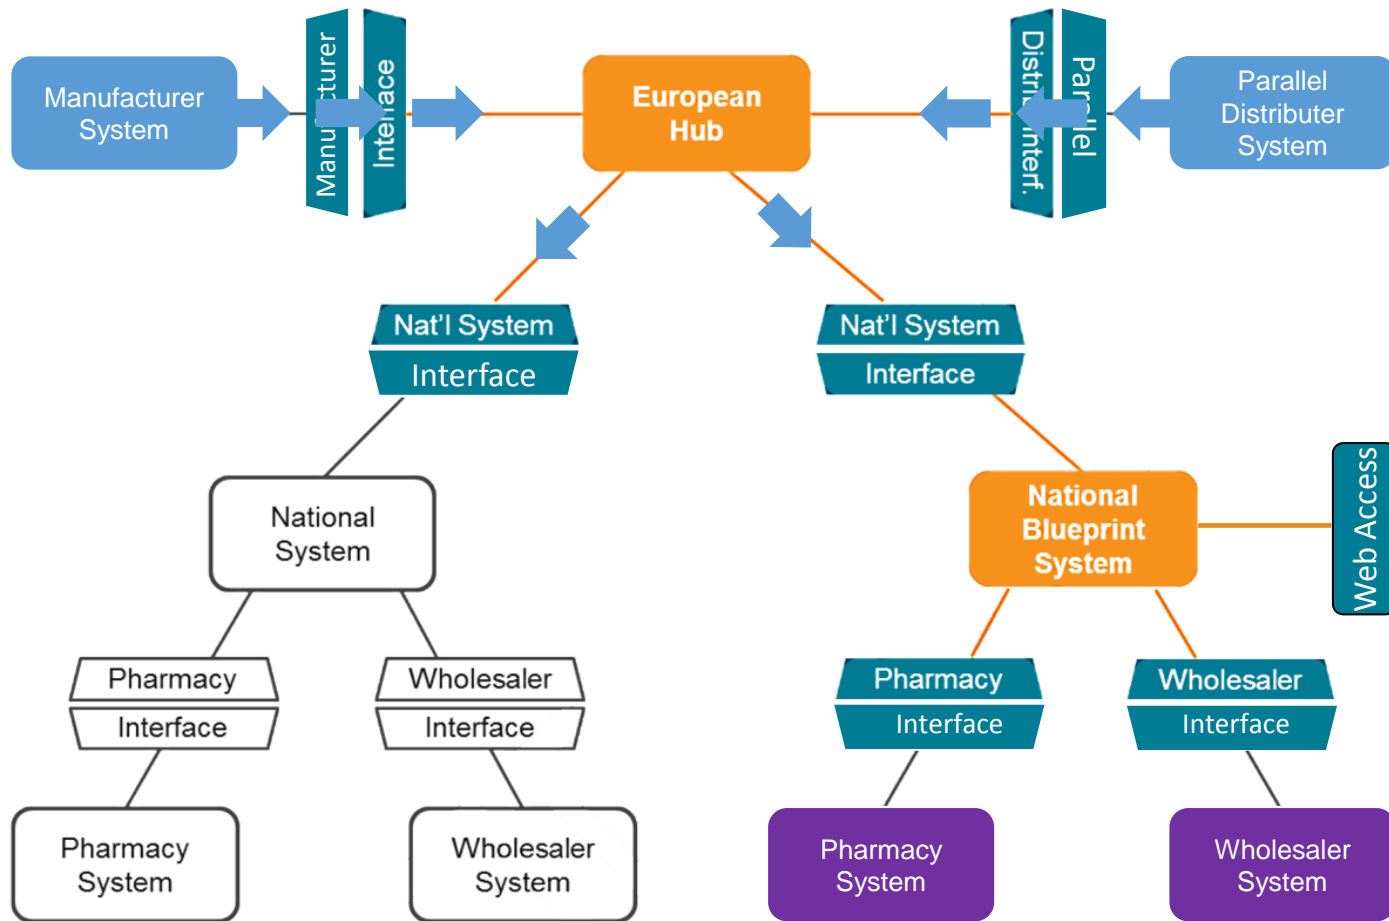 Manufacturer
System
Manufacturer
Interface
European
Hub
Distrib. Interf.
Parallel
Parallel
Distributer
System
Nat'l System
Interface
Nat'l System
Interface
National
System
National
Blueprint
System
Web Access
Pharmacy
Interface
Wholesaler
Interface
Pharmacy
Interface
Wholesaler
Interface
Pharmacy
System
Wholesaler
System
Pharmacy
System
Wholesaler
System